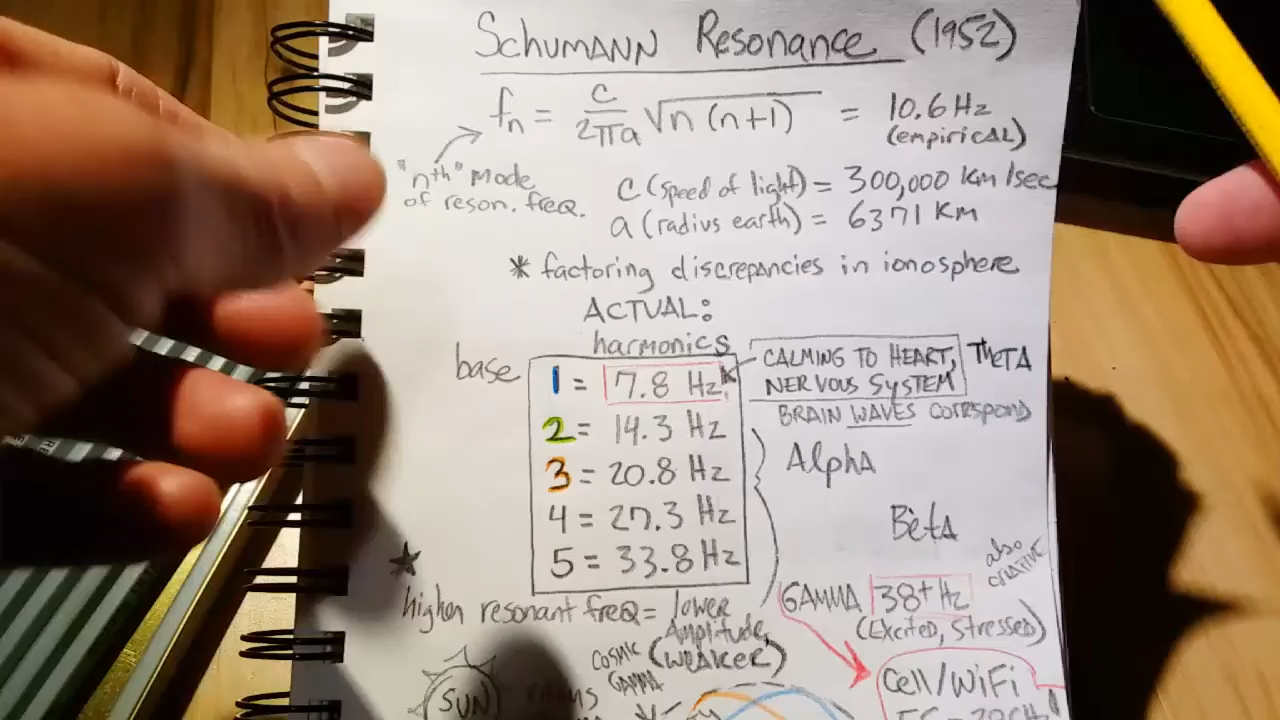 Schumann Resonance (1952)
fn = c/2πa √n(n+1) = 10.6 Hz
(empirical)
"nth" Mode
of reson. freq.
c (speed of light) = 300,000 km/sec
a (radius earth) = 6371 km
* factoring discrepancies in ionosphere
ACTUAL:
harmonics
base
1 = 7.8 Hz
2 = 14.3 Hz
3 = 20.8 Hz
4 = 27.3 Hz
5 = 33.8 Hz
CALMING TO HEART,
NERVOUS SYSTEM
Theta
BRAIN WAVES correspond
Alpha
Beta
also
CREATIVE
GAMMA 38+ Hz
(Excited, Stressed)
★
higher resonant freq = lower
Amplitude,
(weaker)
SUN
cosmic
GAMMA
Cell/WiFi